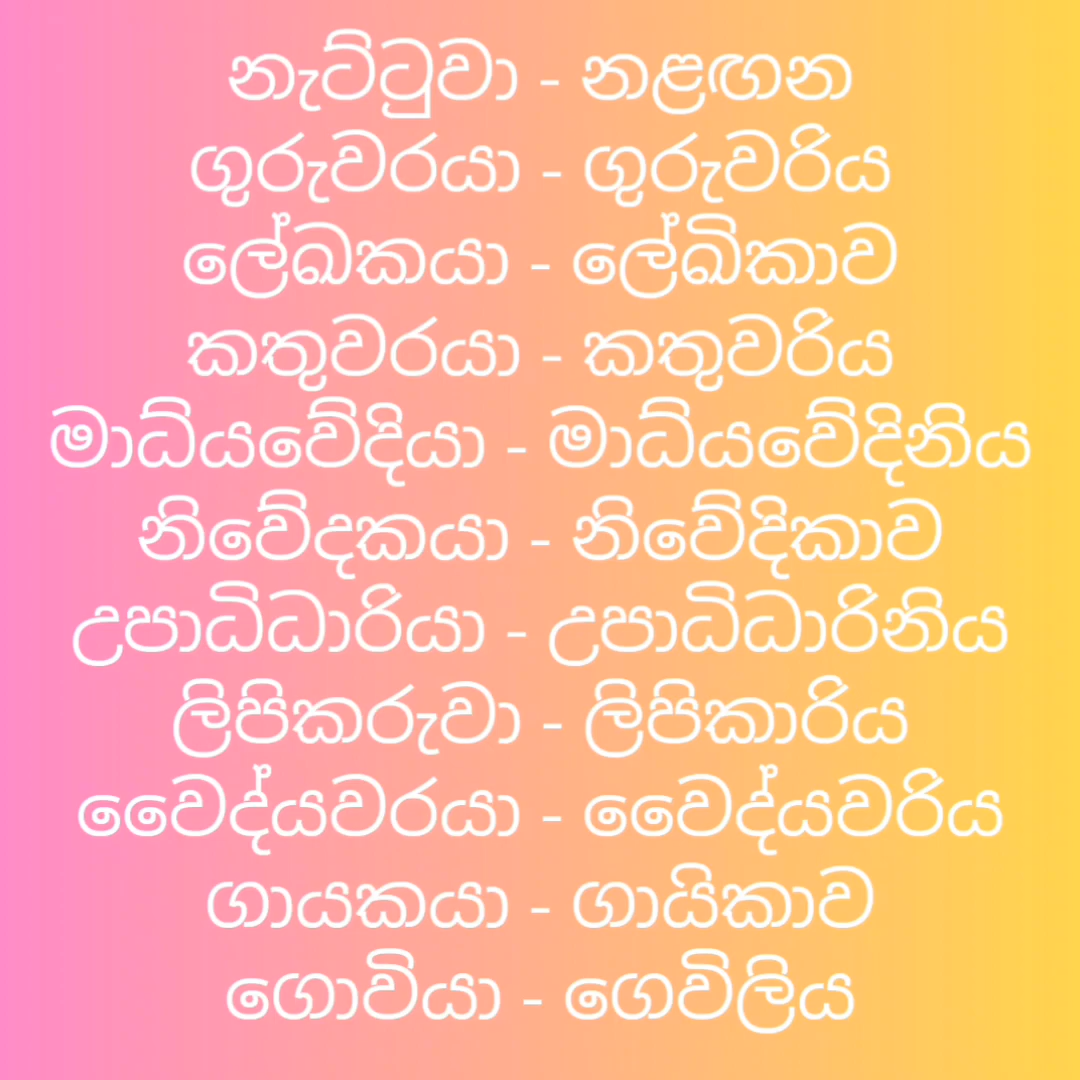 නැට්ටුවා - නළඟන
ගුරුවරයා - ගුරුවරිය
ලේඛකයා - ලේඛිකාව
කතුවරයා - කතුවරිය
මාධ්යවේදියා - මාධ්යවේදිනිය
නිවේදකයා - නිවේදිකාව
උපාධිධාරියා - උපාධිධාරිනිය
ලිපිකරුවා - ලිපිකාරිය
වෛද්යවරයා - වෛද්යවරිය
ගායකයා - ගායිකාව
ගොවියා - ගෙවිලිය